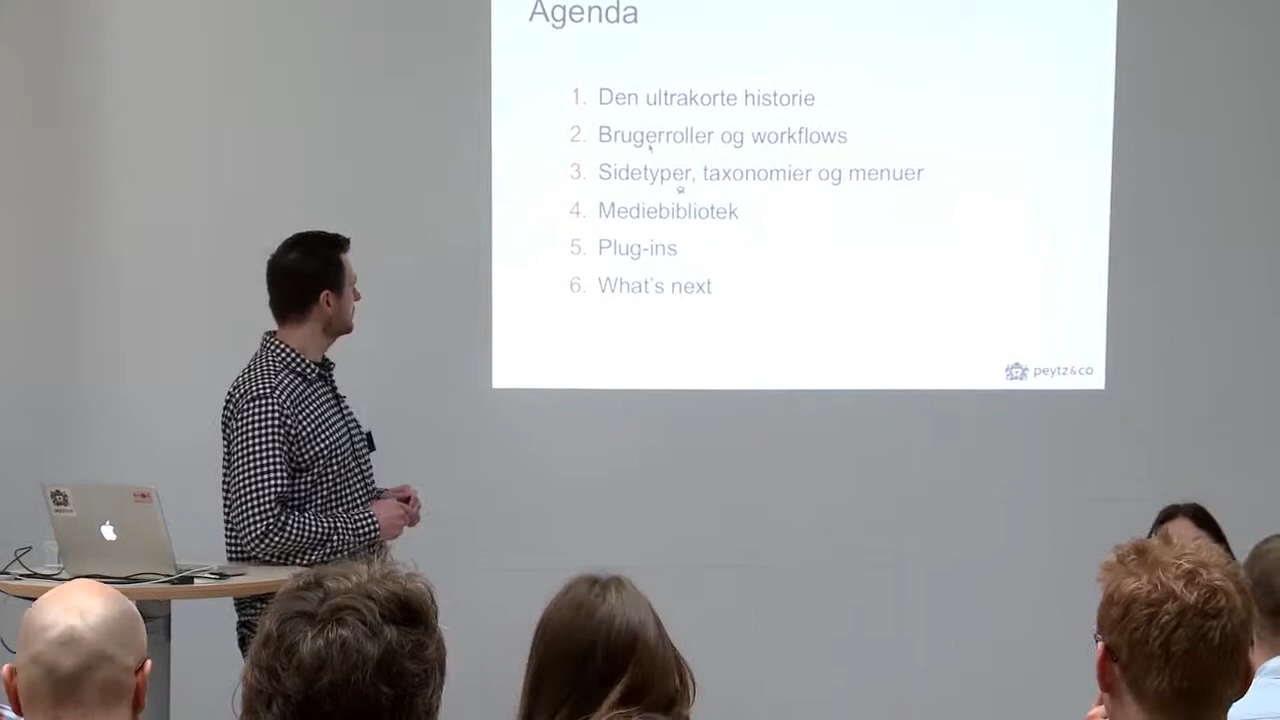 Agenda
1. Den ultrakorte historie
2. Brugerroller og workflows
3. Sidetyper, taxonomier og menuer
4. Mediebibliotek
5. Plug-ins
6. What's next
peytz&co